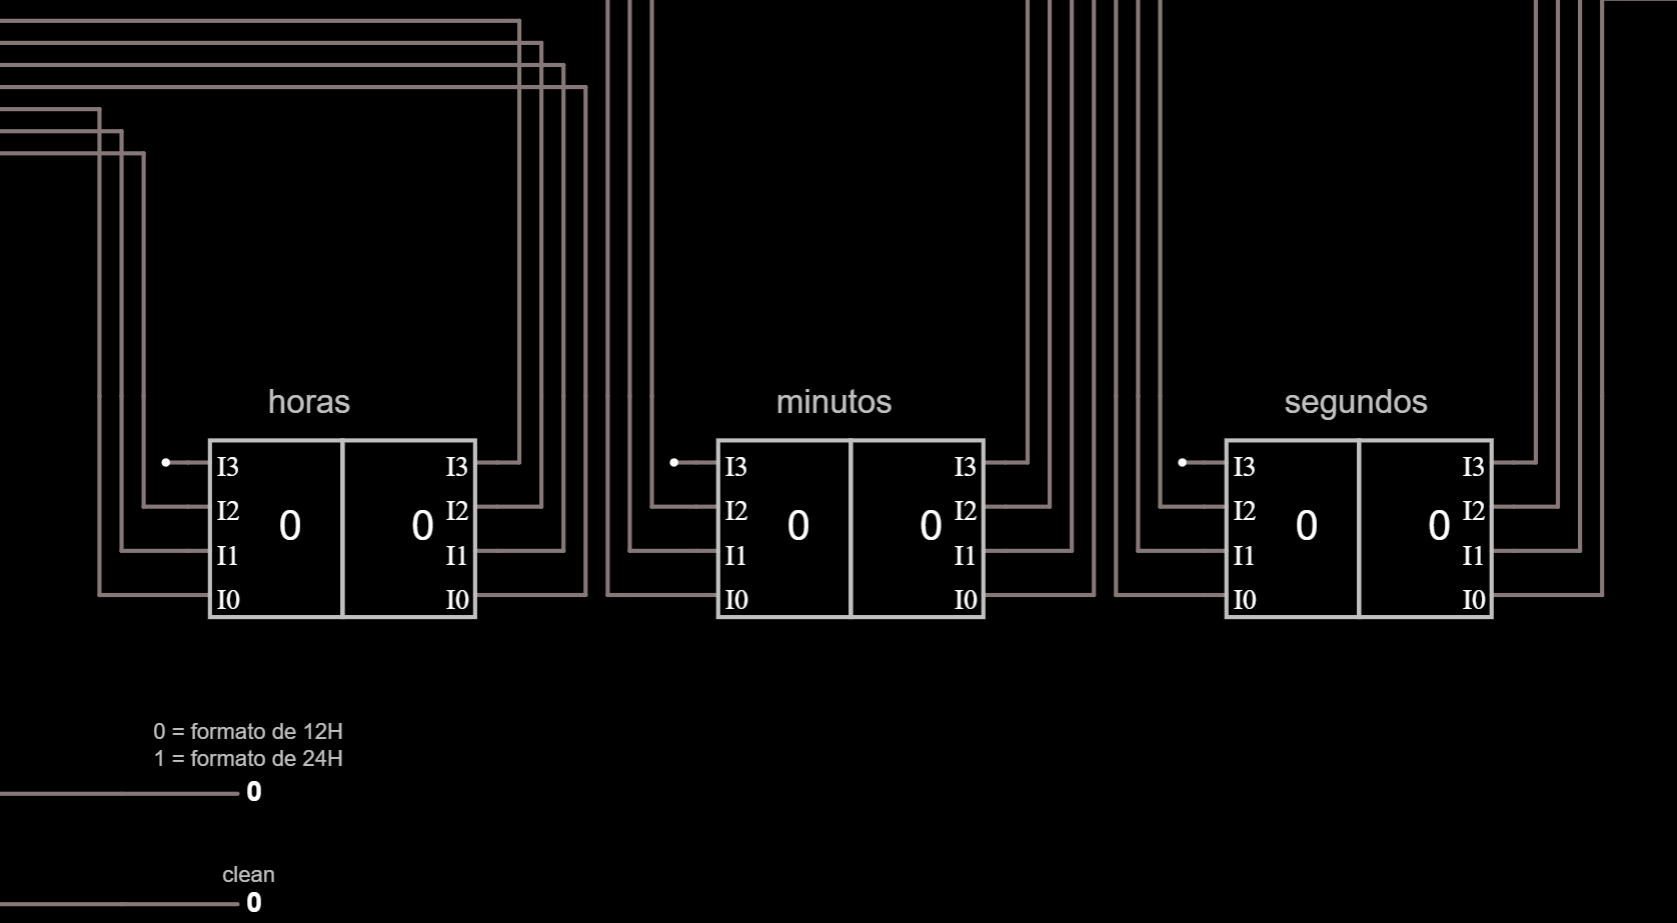 horas
minutos
segundos
I3 I3 I3 I3 I3 I3
I2 I2 I2 I2 I2 I2
0 0 0 0 0 0
I1 I1 I1 I1 I1 I1
I0 I0 I0 I0 I0 I0
0 = formato de 12H
1 = formato de 24H
0
clean
0